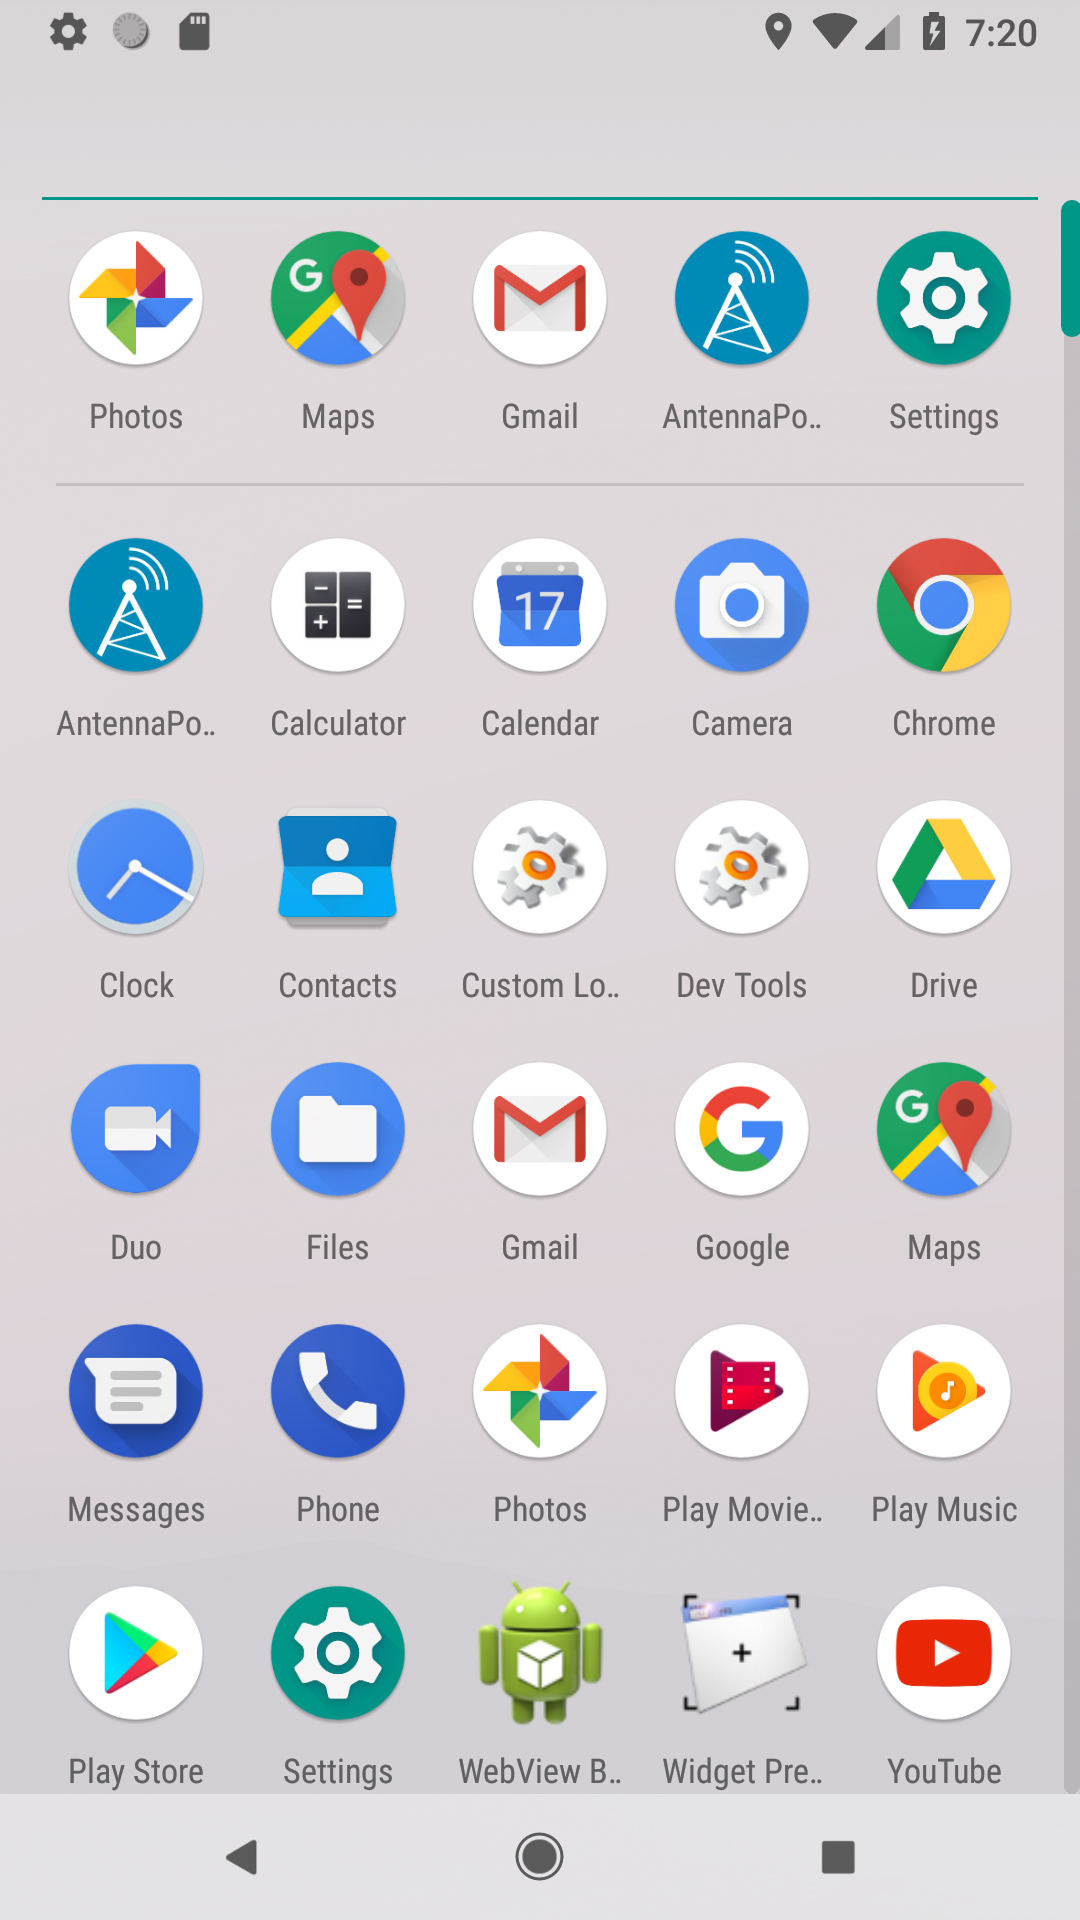 7:20
Photos Maps Gmail AntennaPo.. Settings
AntennaPo.. Calculator Calendar Camera Chrome
Clock Contacts Custom Lo.. Dev Tools Drive
Duo Files Gmail Google Maps
Messages Phone Photos Play Movie.. Play Music
Play Store Settings WebView B.. Widget Pre.. YouTube